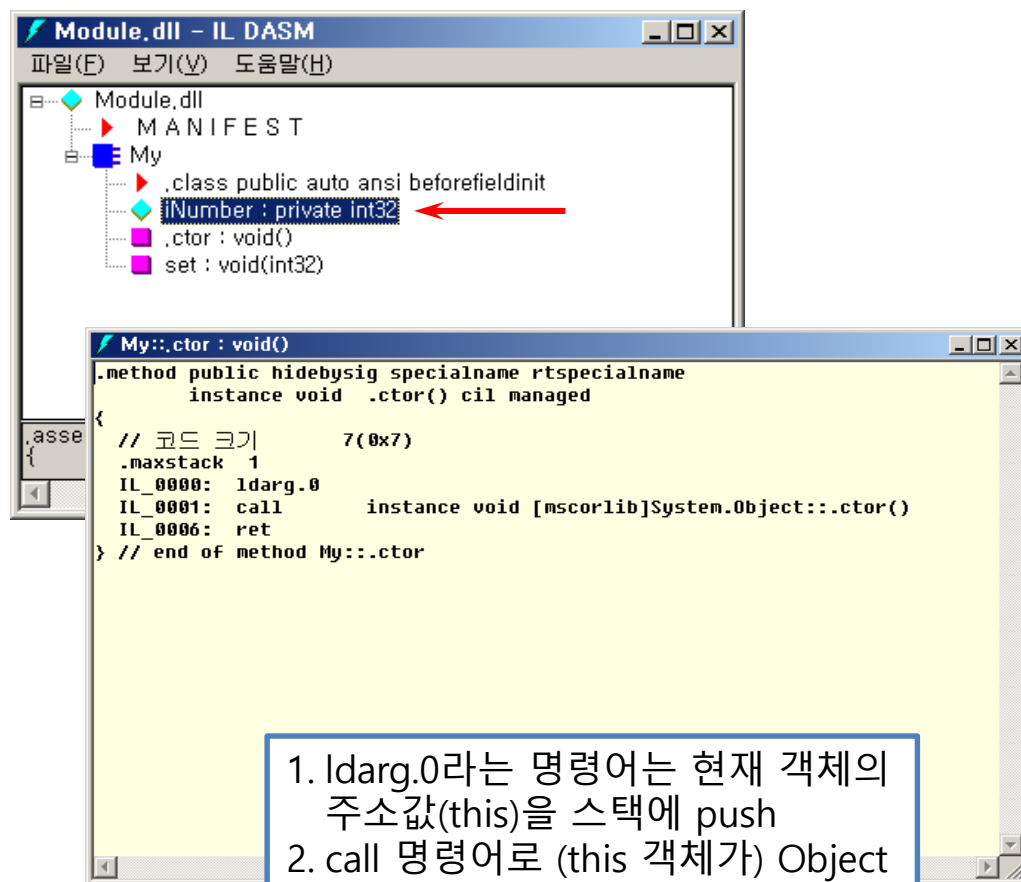 Module.dll - IL DASM
파일(F) 보기(V) 도움말(H)
Module.dll
M A N I F E S T
My
.class public auto ansi beforefieldinit
iNumber : private int32
.ctor : void()
set : void(int32)
.asse
{
My::.ctor : void()
.method public hidebysig specialname rtspecialname
instance void .ctor() cil managed
{
// 코드 크기 7(0x7)
.maxstack 1
IL_0000: ldarg.0
IL_0001: call instance void [mscorlib]System.Object::.ctor()
IL_0006: ret
} // end of method My::.ctor
1. ldarg.0라는 명령어는 현재 객체의
주소값(this)을 스택에 push
2. call 명령어로 (this 객체가) Object